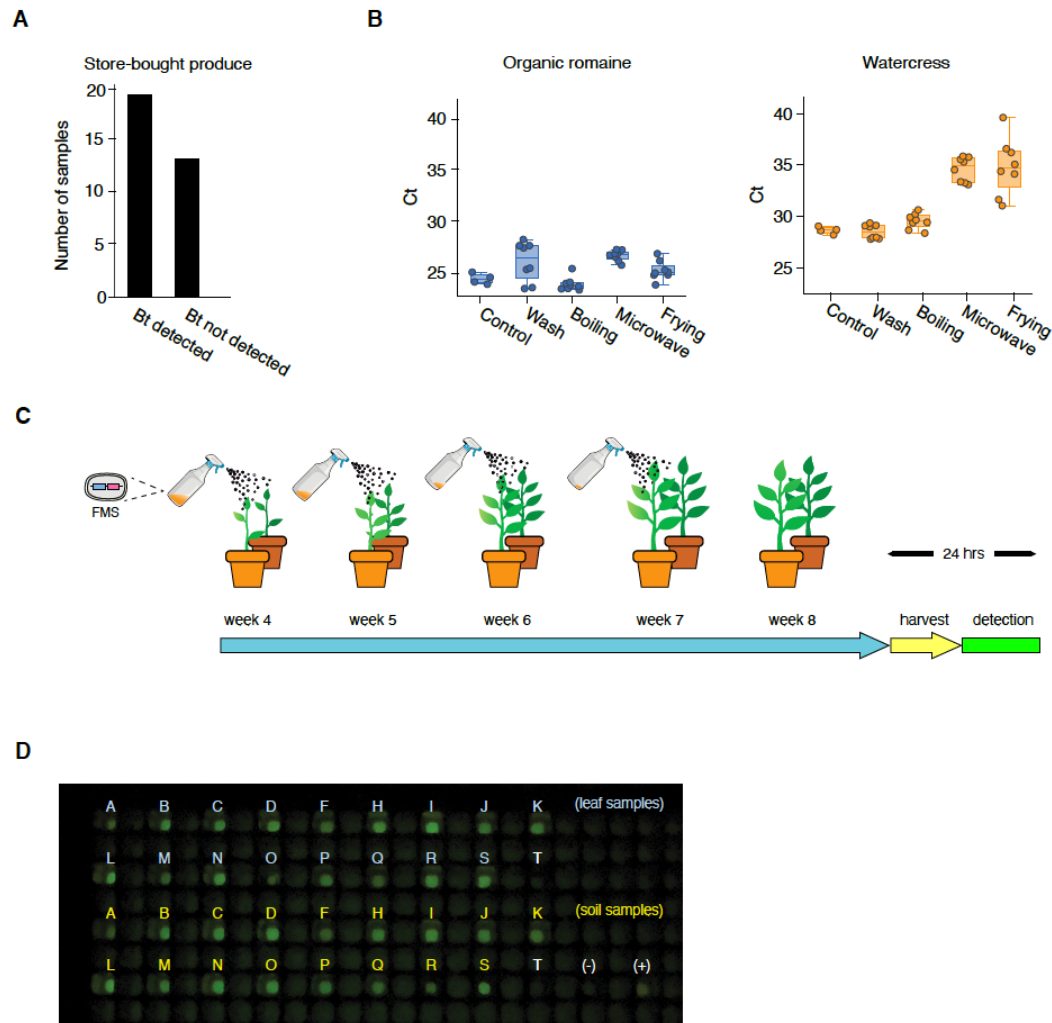 A
B
Store-bought produce
Number of samples
20
15
10
5
0
Bt detected
Bt not detected
Organic romaine
Ct
40
35
30
25
Control
Wash
Boiling
Microwave
Frying
Watercress
Ct
40
35
30
25
Control
Wash
Boiling
Microwave
Frying
C
FMS
24 hrs
week 4 week 5 week 6 week 7 week 8 harvest detection
D
A B C D F H I J K (leaf samples)
L M N O P Q R S T
A B C D F H I J K (soil samples)
L M N O P Q R S T (-) (+)